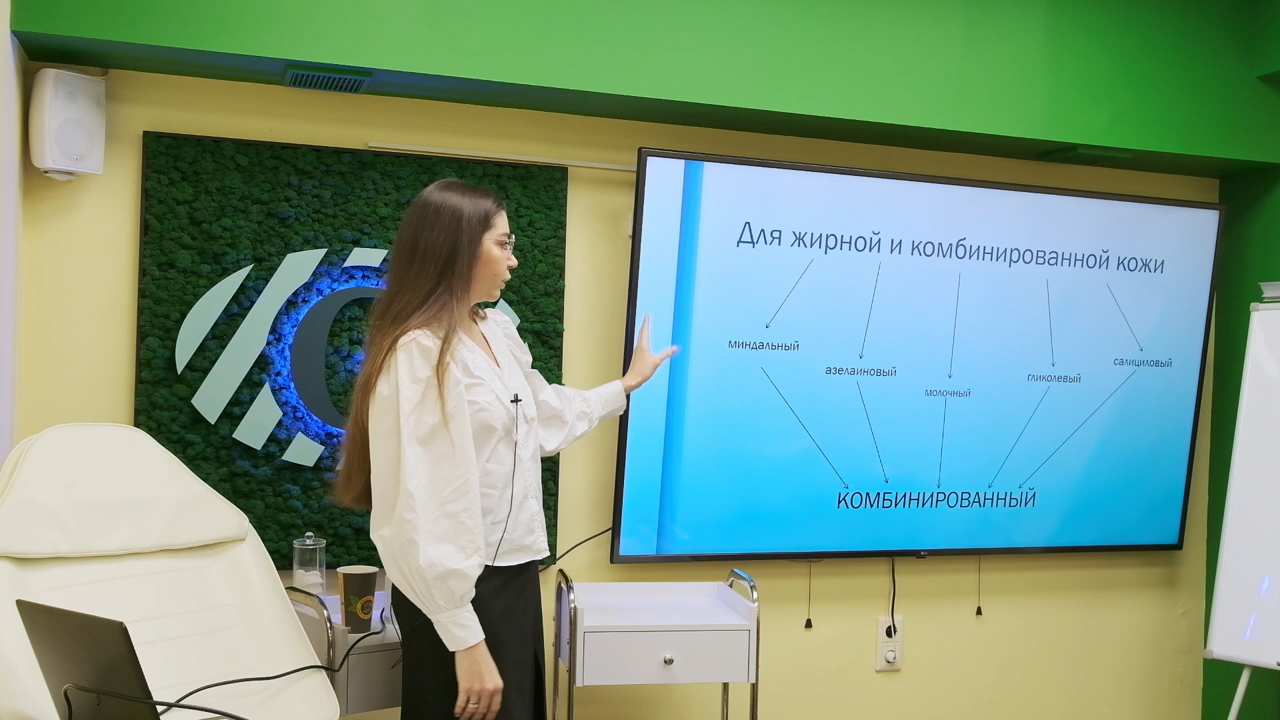 Для жирной и комбинированной кожи
миндальный
азелаиновый
молочный
гликолевый
салициловый
КОМБИНИРОВАННЫЙ